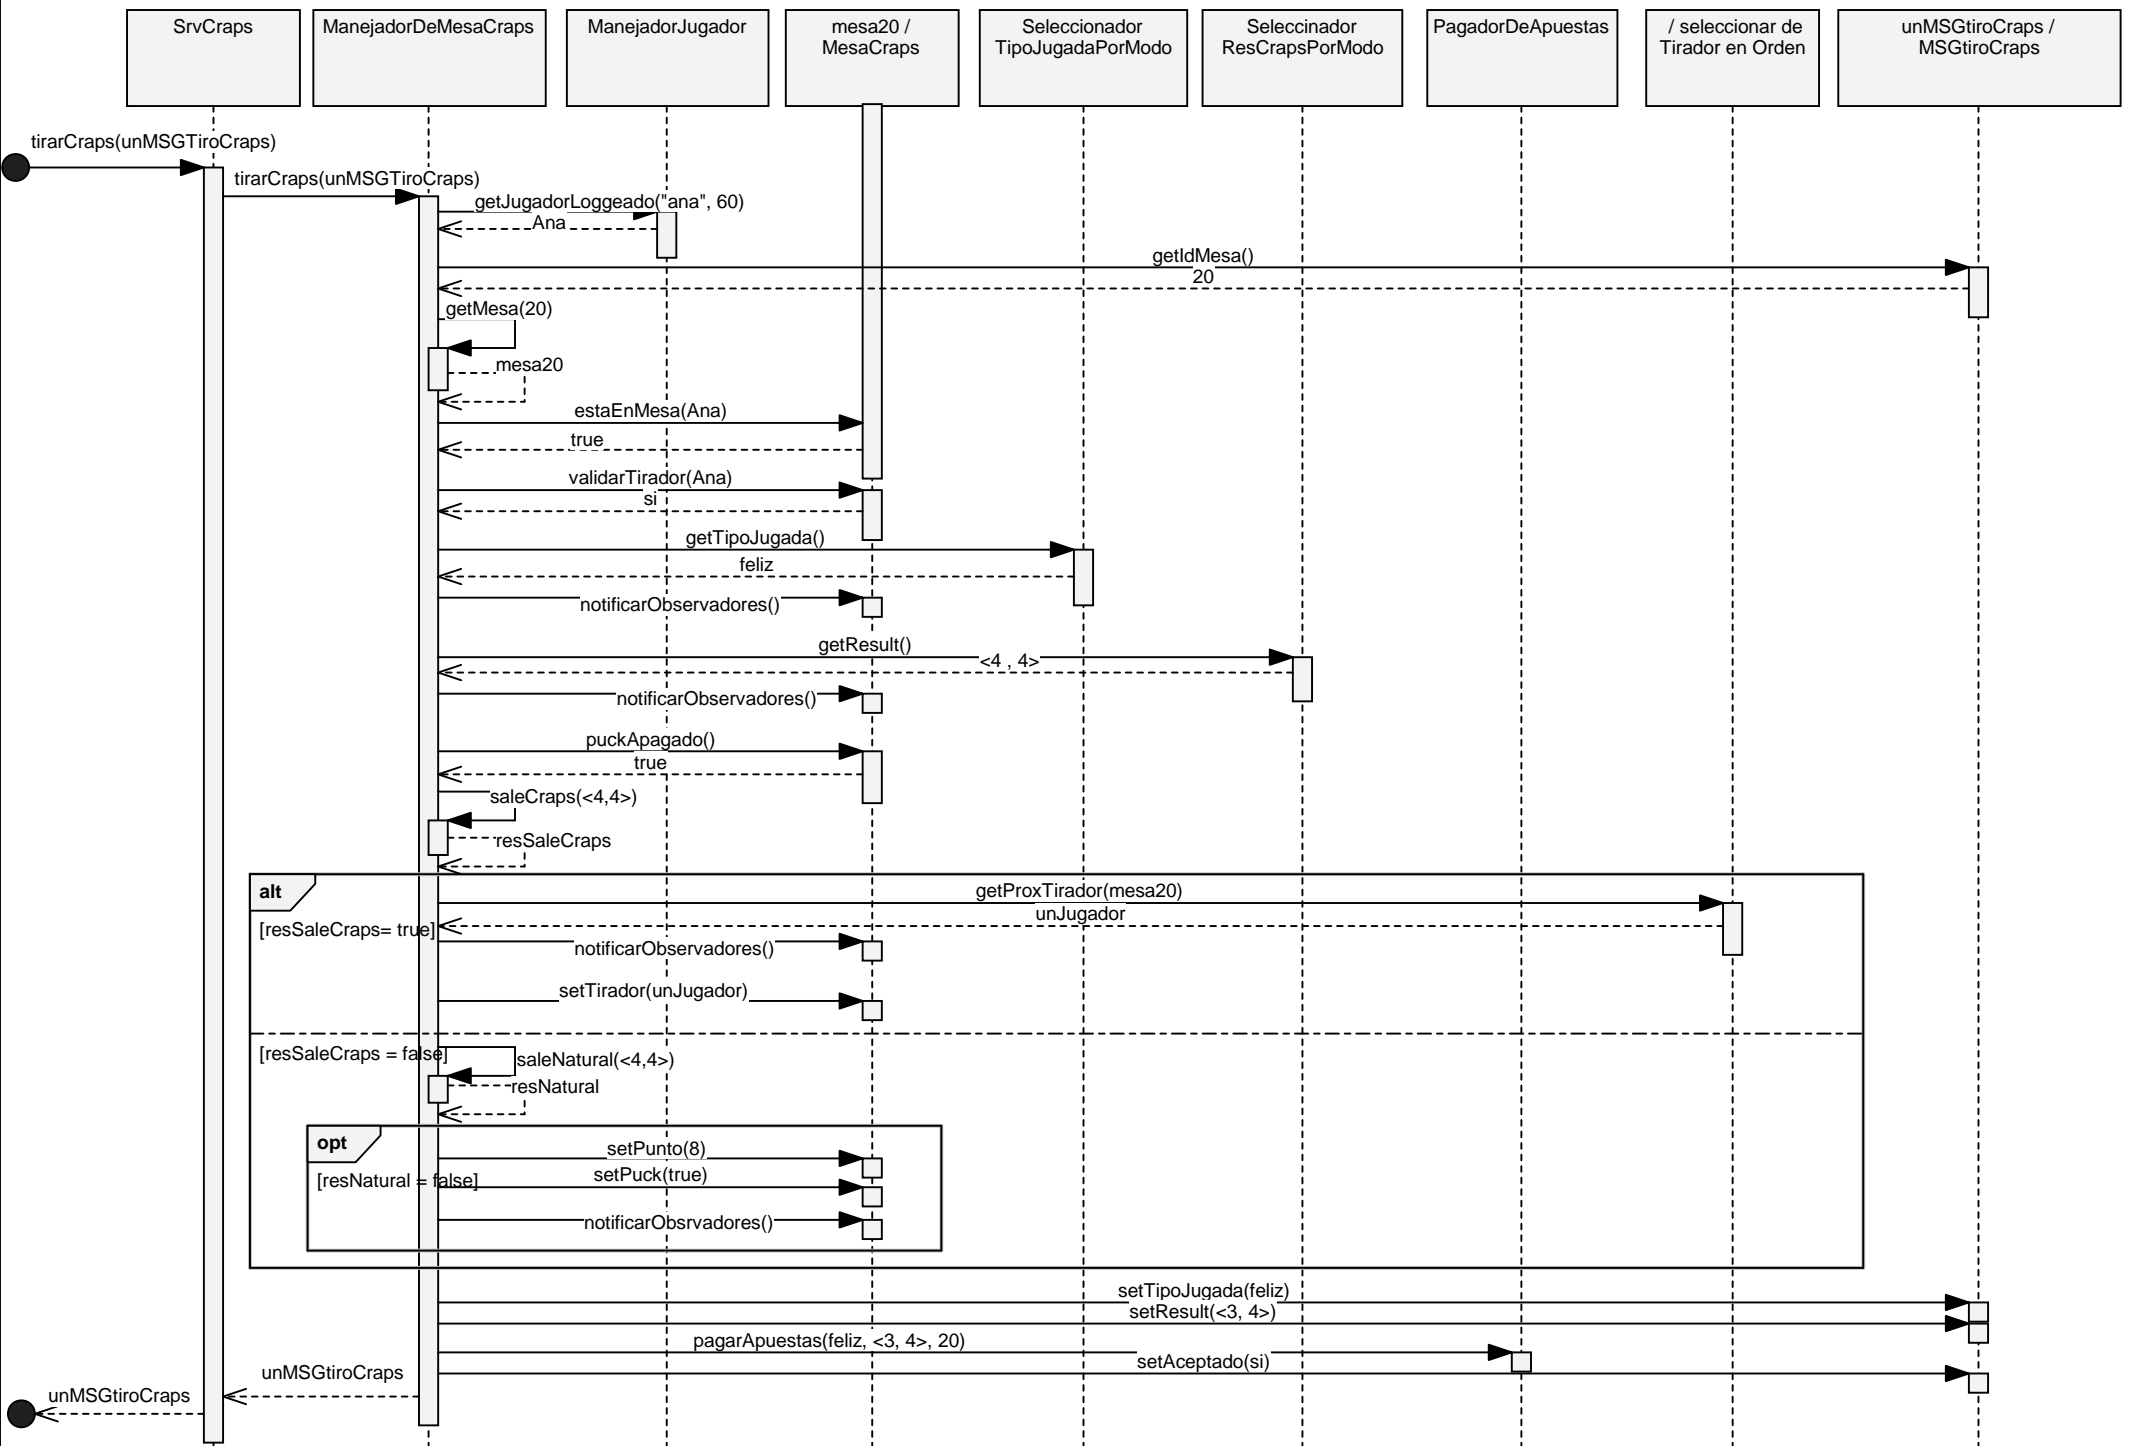 SrvCraps
ManejadorDeMesaCraps
ManejadorJugador
mesa20 /
MesaCraps
Seleccionador
TipoJugadaPorModo
Seleccinador
ResCrapsPorModo
PagadorDeApuestas
/ seleccionar de
Tirador en Orden
unMSGtiroCraps /
MSGtiroCraps
tirarCraps(unMSGTiroCraps)
tirarCraps(unMSGTiroCraps)
getJugadorLoggeado("ana", 60)
Ana
getIdMesa()
20
getMesa(20)
mesa20
estaEnMesa(Ana)
true
validarTirador(Ana)
si
getTipoJugada()
feliz
notificarObservadores()
getResult()
<4 , 4>
notificarObservadores()
puckApagado()
true
saleCraps(<4,4>)
resSaleCraps
alt
getProxTirador(mesa20)
unJugador
[resSaleCraps= true]
notificarObservadores()
setTirador(unJugador)
[resSaleCraps = false]
saleNatural(<4,4>)
resNatural
opt
setPunto(8)
setPuck(true)
[resNatural = false]
notificarObsrvadores()
setTipoJugada(feliz)
setResult(<3, 4>)
pagarApuestas(feliz, <3, 4>, 20)
setAceptado(si)
unMSGtiroCraps
unMSGtiroCraps